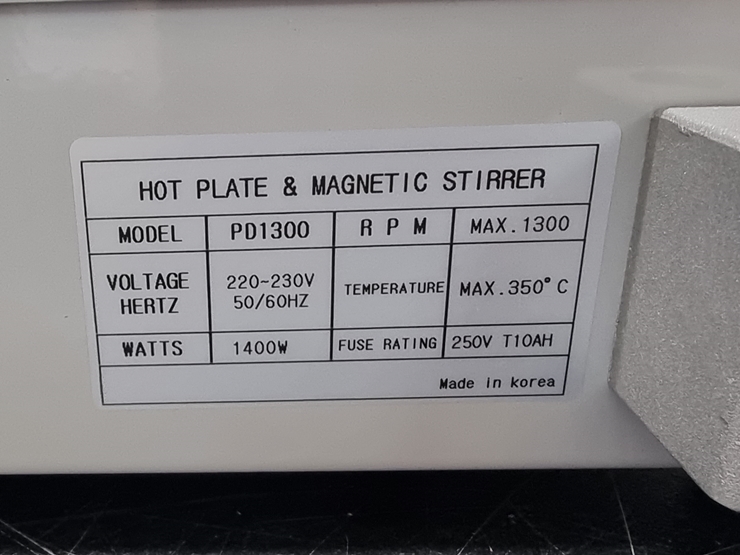 HOT PLATE & MAGNETIC STIRRER
MODEL PD1300 R P M MAX.1300
VOLTAGE HERTZ 220~230V 50/60HZ TEMPERATURE MAX.350°C
WATTS 1400W FUSE RATING 250V T10AH
Made in korea